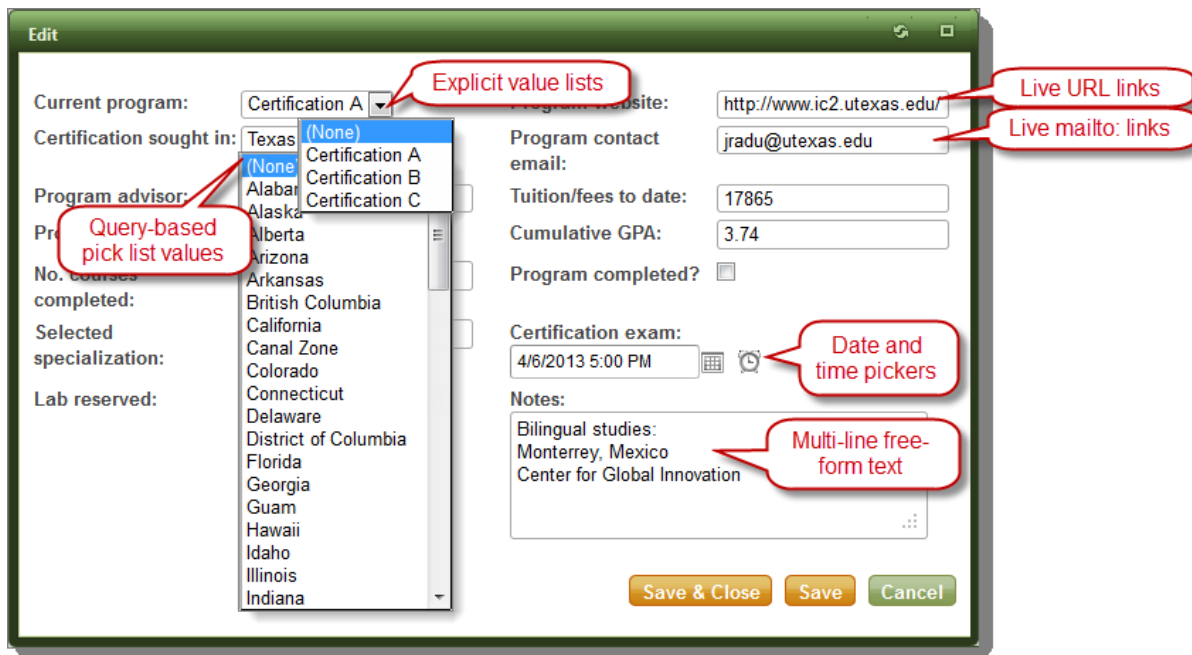 Edit
Explicit value lists
Live URL links
Live mailto: links
Current program:
Certification A
website:
http://www.ic2.utexas.edu/
Certification sought in:
Texas
(None)
Certification A
Certification B
Certification C
Program contact
email:
jradu@utexas.edu
Program advisor:
Query-based
pick list values
Tuition/fees to date:
17865
Cumulative GPA:
3.74
No. courses
completed:
Program completed?
Selected
specialization:
Lab reserved:
(None)
Alaska
Alberta
Arizona
Arkansas
British Columbia
California
Canal Zone
Colorado
Connecticut
Delaware
District of Columbia
Florida
Georgia
Guam
Hawaii
Idaho
Illinois
Indiana
Certification exam:
4/6/2013 5:00 PM
Date and
time pickers
Notes:
Bilingual studies:
Monterrey, Mexico
Center for Global Innovation
Multi-line free-
form text
Save & Close
Save
Cancel